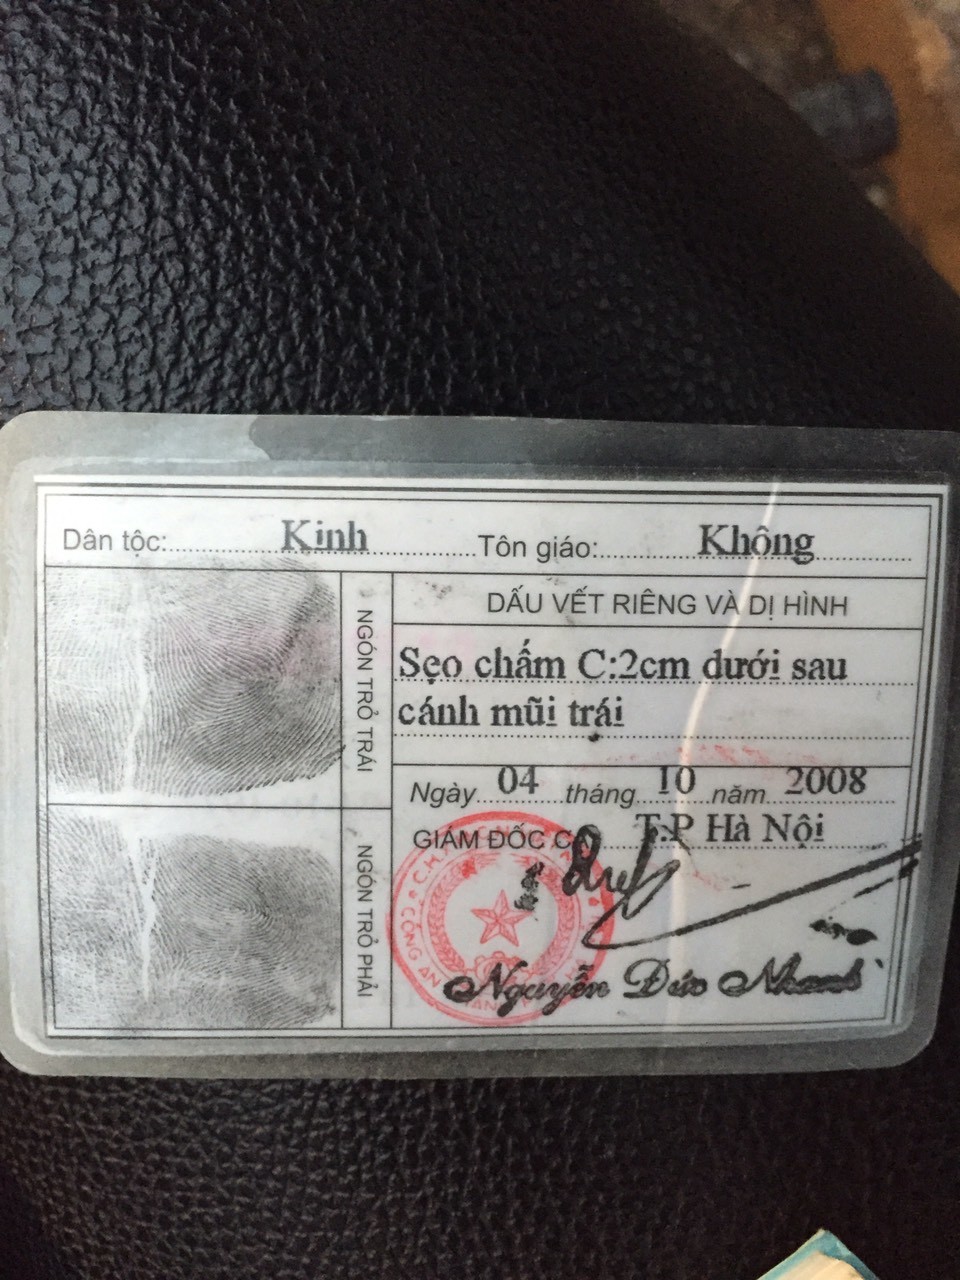 Dân tộc: Kinh Tôn giáo: Không
NGÓN TRỎ TRÁI
DẤU VẾT RIÊNG VÀ DỊ HÌNH
Sẹo chấm C:2cm dưới sau
cánh mũi trái
Ngày 04 tháng 10 năm 2008
GIÁM ĐỐC CA T.P Hà Nội
NGÓN TRỎ PHẢI
Nguyễn Đức Nhanh